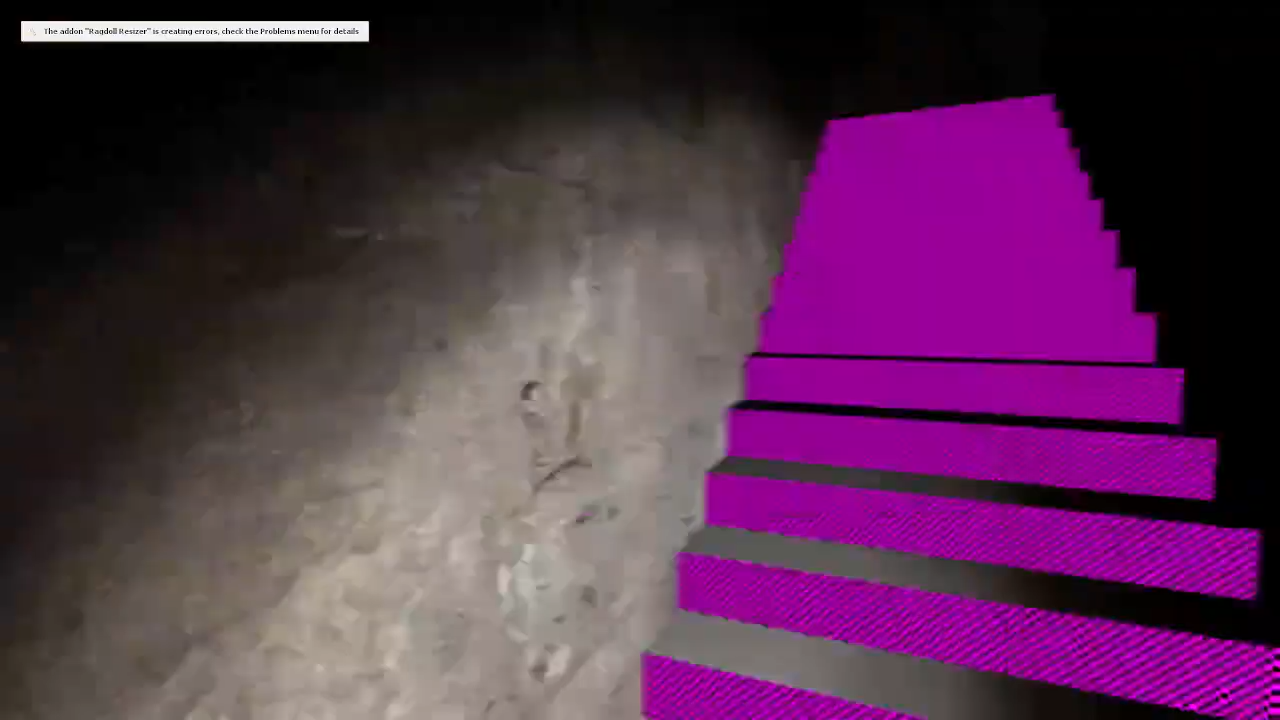 The addon "Ragdoll Resizer" is creating errors, check the Problems menu for details